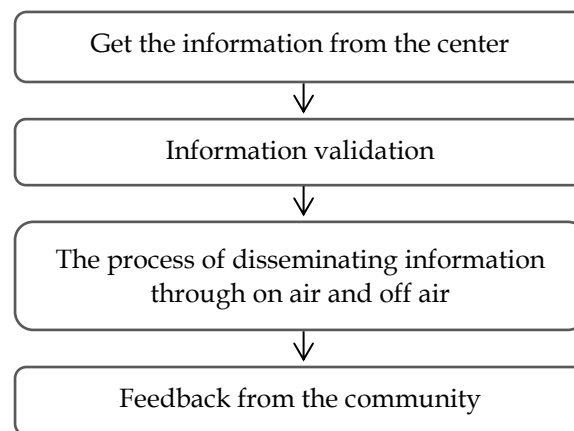 Get the information from the center
Information validation
The process of disseminating information
through on air and off air
Feedback from the community